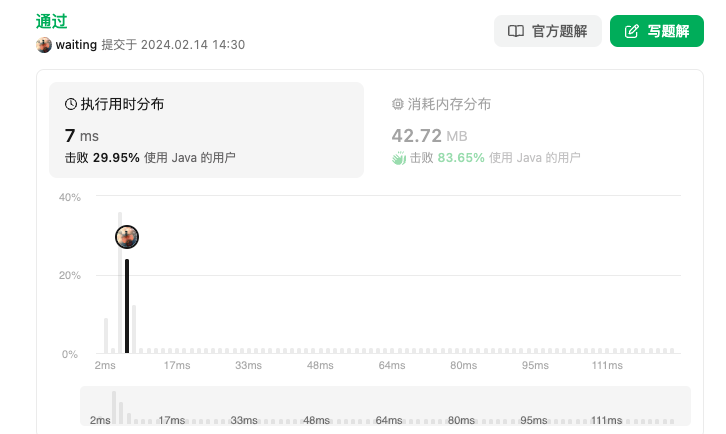 通过
waiting 提交于 2024.02.14 14:30
官方题解
写题解
执行用时分布
7 ms
击败 29.95% 使用 Java 的用户
消耗内存分布
42.72 MB
击败 83.65% 使用 Java 的用户
40%
20%
0%
2ms 17ms 33ms 48ms 64ms 80ms 95ms 111ms
2ms 17ms 33ms 48ms 64ms 80ms 95ms 111ms